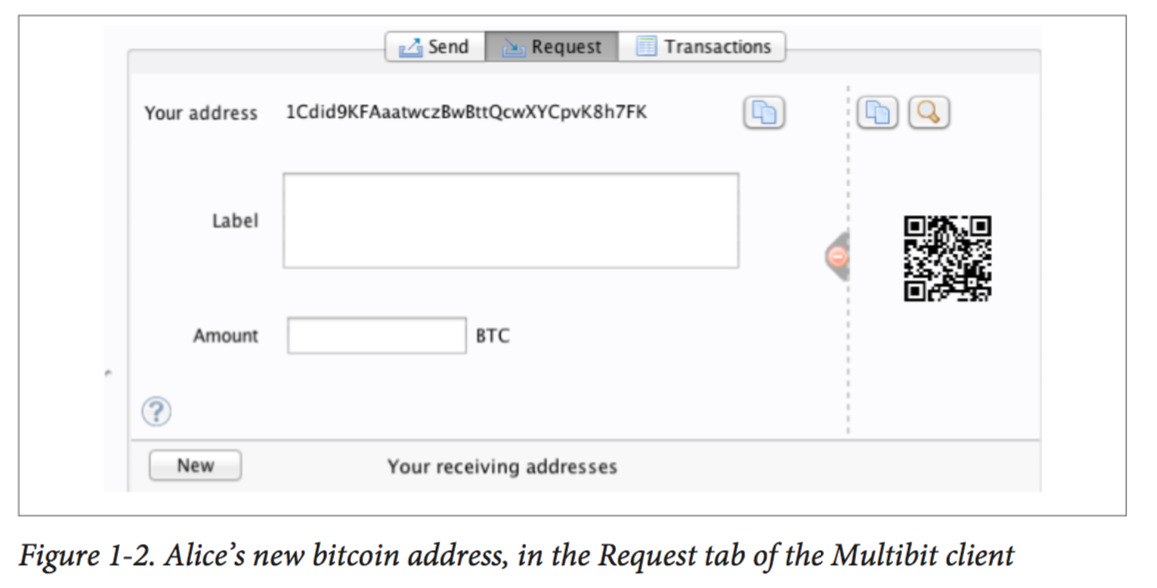 Send Request Transactions
Your address 1Cdid9KFAaatwczBwBttQcwXYCpvK8h7FK
Label
Amount BTC
?
New Your receiving addresses
Figure 1-2. Alice’s new bitcoin address, in the Request tab of the Multibit client